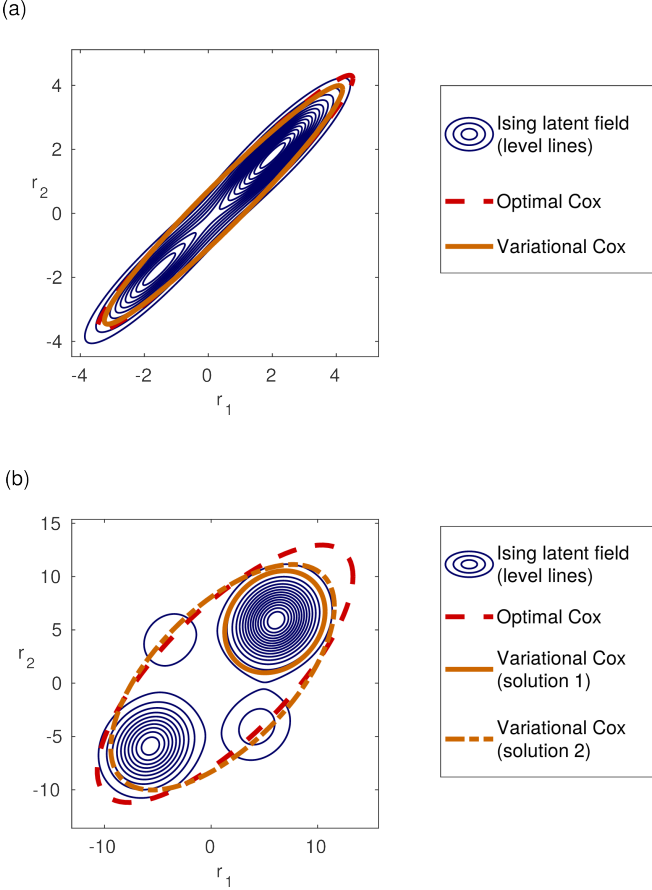 (a)
4
2
0
-2
-4
r2
-4
-2
0
2
4
r1
Ising latent field
(level lines)
Optimal Cox
Variational Cox
(b)
15
10
5
0
-5
-10
r2
-10
0
10
r1
Ising latent field
(level lines)
Optimal Cox
Variational Cox
(solution 1)
Variational Cox
(solution 2)